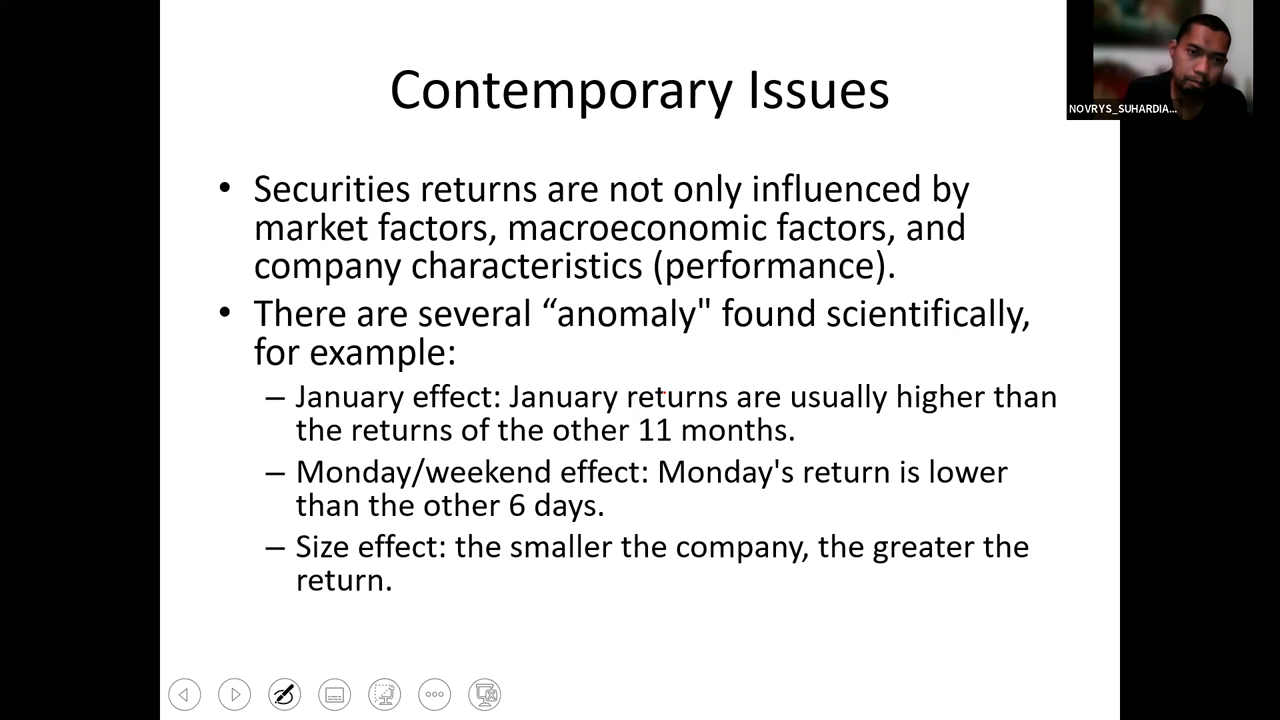 Contemporary Issues
NOVRYS_SUHARDIA...
• Securities returns are not only influenced by
market factors, macroeconomic factors, and
company characteristics (performance).
• There are several “anomaly" found scientifically,
for example:
– January effect: January returns are usually higher than
the returns of the other 11 months.
– Monday/weekend effect: Monday's return is lower
than the other 6 days.
– Size effect: the smaller the company, the greater the
return.